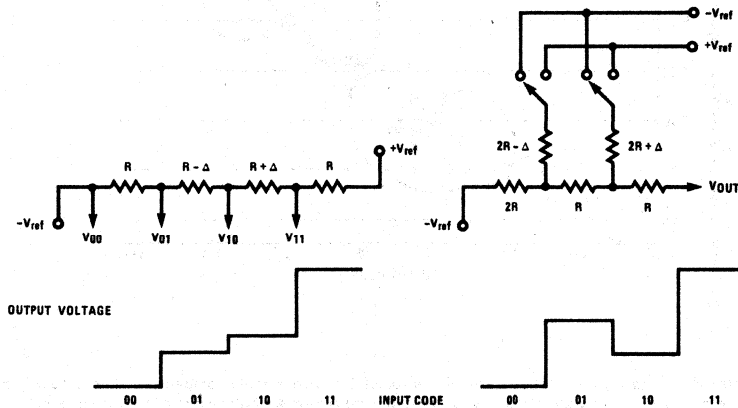 -Vref
+Vref
2R - Δ
2R + Δ
+Vref
R
R - Δ
R + Δ
R
VOUT
2R
R
R
-Vref
V00
V01
V10
V11
-Vref
OUTPUT VOLTAGE
00
01
10
11
INPUT CODE
00
01
10
11